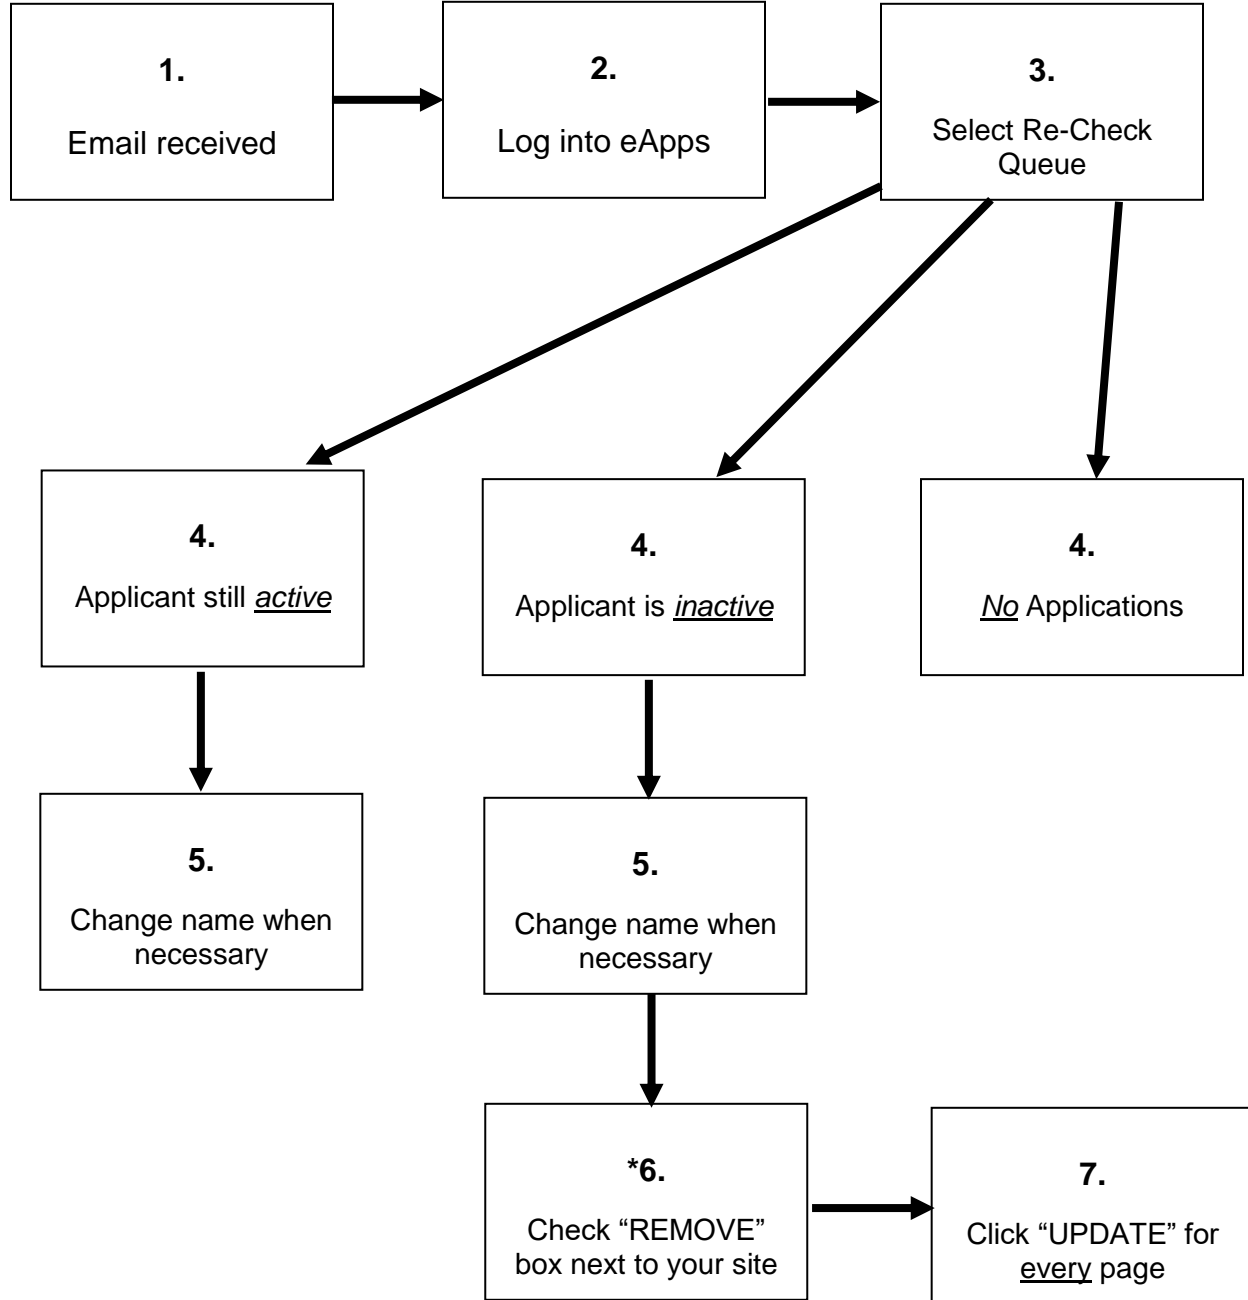 1.
Email received
2.
Log into eApps
3.
Select Re-Check
Queue
4.
Applicant still active
4.
Applicant is inactive
4.
No Applications
5.
Change name when
necessary
5.
Change name when
necessary
*6.
Check “REMOVE”
box next to your site
7.
Click “UPDATE” for
every page